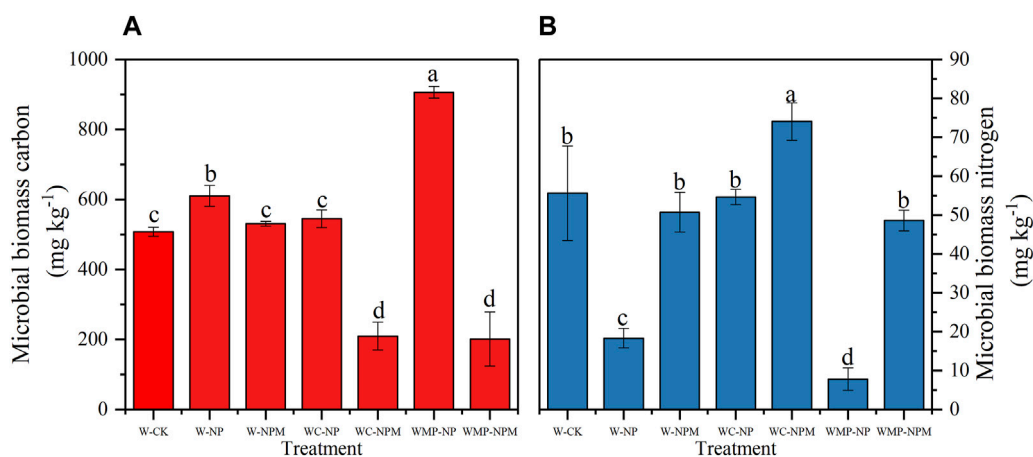 A
B
Microbial biomass carbon
(mg kg⁻¹)
1000
800
600
400
200
0
c
b
c
c
d
a
d
W-CK W-NP W-NPM WC-NP WC-NPM WMP-NP WMP-NPM
Treatment
b
c
b
b
a
d
b
W-CK W-NP W-NPM WC-NP WC-NPM WMP-NP WMP-NPM
Treatment
90
80
70
60
50
40
30
20
10
0
Microbial biomass nitrogen
(mg kg⁻¹)